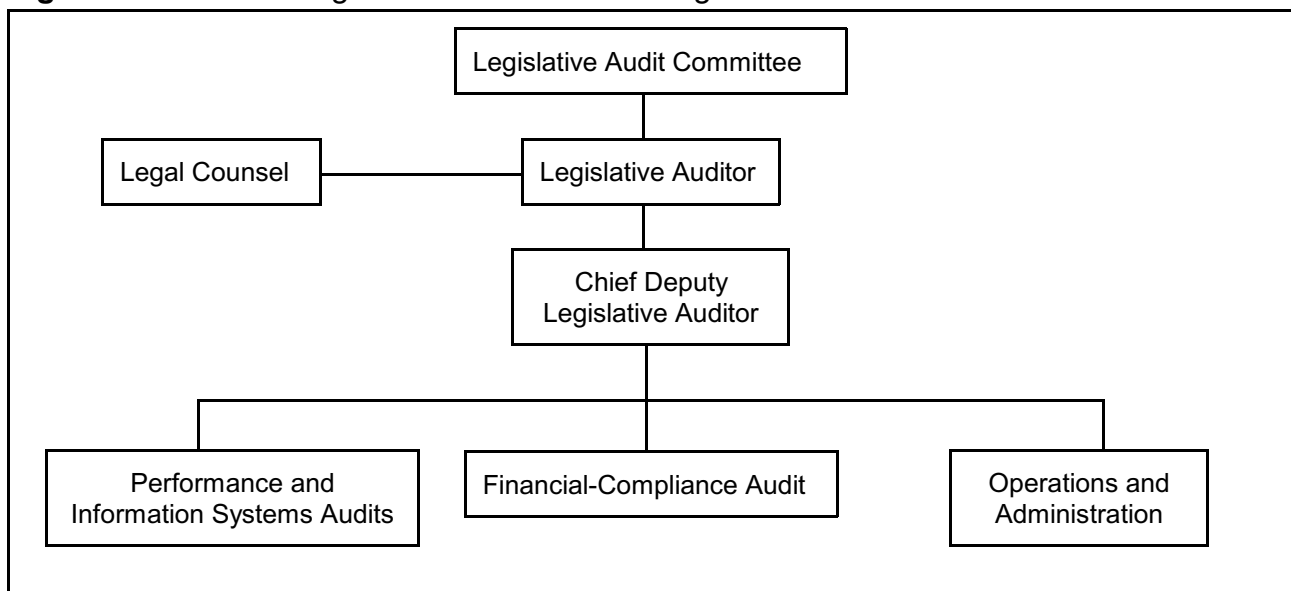 Legislative Audit Committee
Legal Counsel
Legislative Auditor
Chief Deputy
Legislative Auditor
Performance and
Information Systems Audits
Financial-Compliance Audit
Operations and
Administration